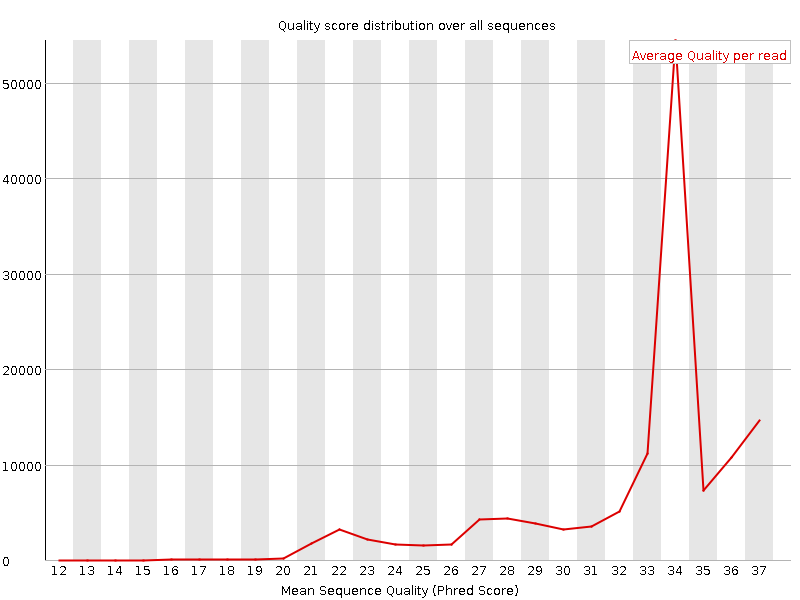 Quality score distribution over all sequences
Average Quality per read
50000
40000
30000
20000
10000
0
12 13 14 15 16 17 18 19 20 21 22 23 24 25 26 27 28 29 30 31 32 33 34 35 36 37
Mean Sequence Quality (Phred Score)